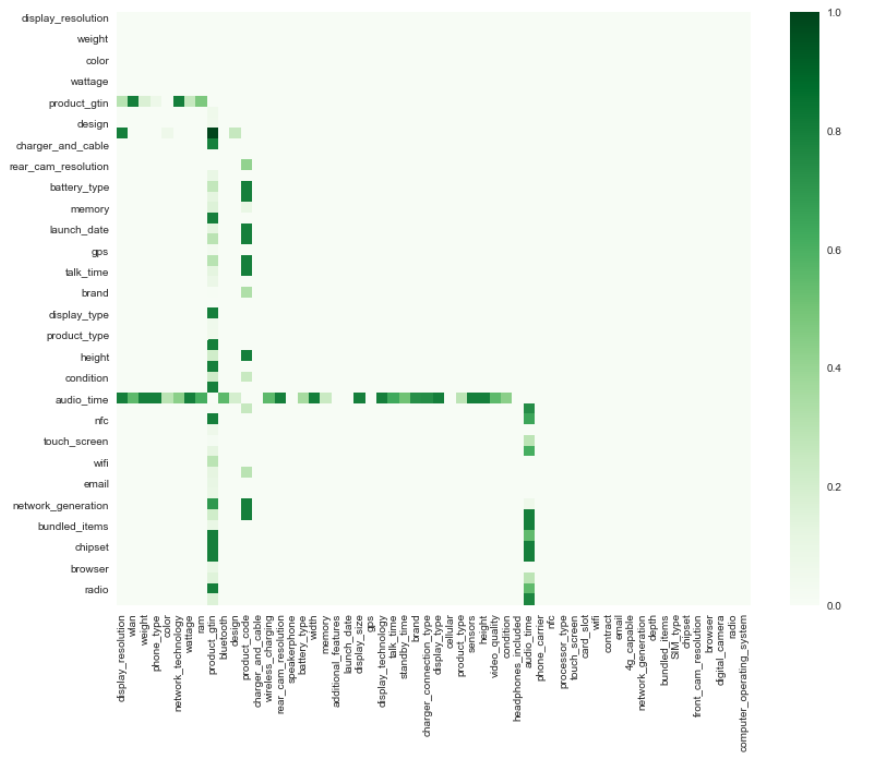 display_resolution
weight
color
wattage
product_gtin
design
charger_and_cable
rear_cam_resolution
battery_type
memory
launch_date
gps
talk_time
brand
display_type
product_type
height
condition
audio_time
nfc
touch_screen
wifi
email
network_generation
bundled_items
chipset
browser
radio
1.0
0.8
0.6
0.4
0.2
0.0
display_resolution
wlan
weight
phone_type
color
network_technology
wattage
ram
product_gtin
bluetooth
design
product_code
charger_and_cable
wireless_charging
rear_cam_resolution
speakerphone
battery_type
width
memory
additional_features
launch_date
display_size
gps
display_technology
talk_time
standby_time
brand
charger_connection_type
display_type
cellular
product_type
sensors
height
video_quality
condition
headphones_included
audio_time
phone_carrier
nfc
processor_type
touch_screen
card_slot
wifi
contract
email
4g_capable
network_generation
depth
bundled_items
SIM_type
chipset
front_cam_resolution
browser
digital_camera
radio
computer_operating_system